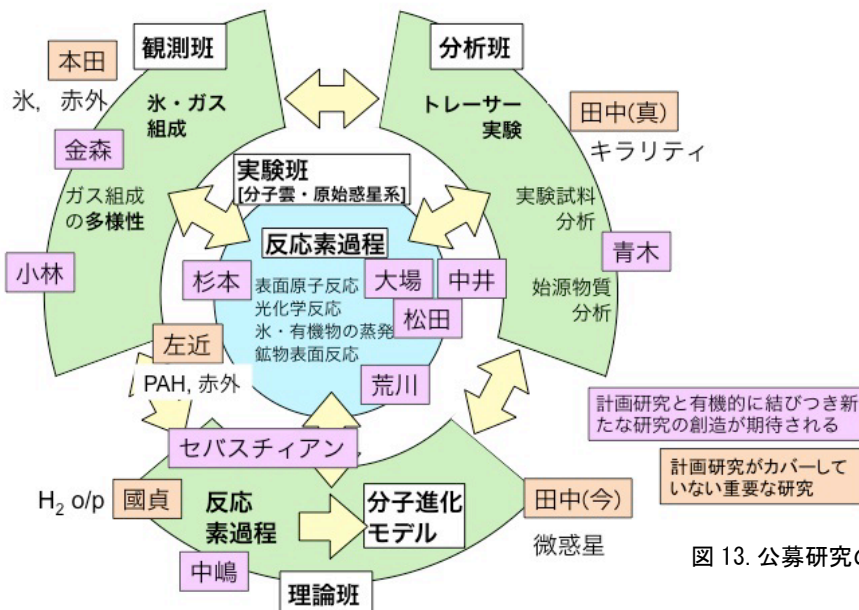 観測班
分析班
本田
氷, 赤外
氷・ガス
組成
トレーサー
実験
田中(真)
キラリティ
金森
ガス組成
の多様性
実験班
[分子雲・原始惑星系]
実験試料
分析
小林
反応素過程
青木
杉本
大場
中井
表面原子反応
光化学反応
氷・有機物の蒸発
鉱物表面反応
松田
始源物質
分析
左近
PAH, 赤外
荒川
計画研究と有機的に結びつき新
たな研究の創造が期待される
セバスティアン
計画研究がカバーして
いない重要な研究
H₂ o/p
國貞
反応
素過程
分子進化
モデル
田中(今)
微惑星
中嶋
理論班
図 13. 公募研究の